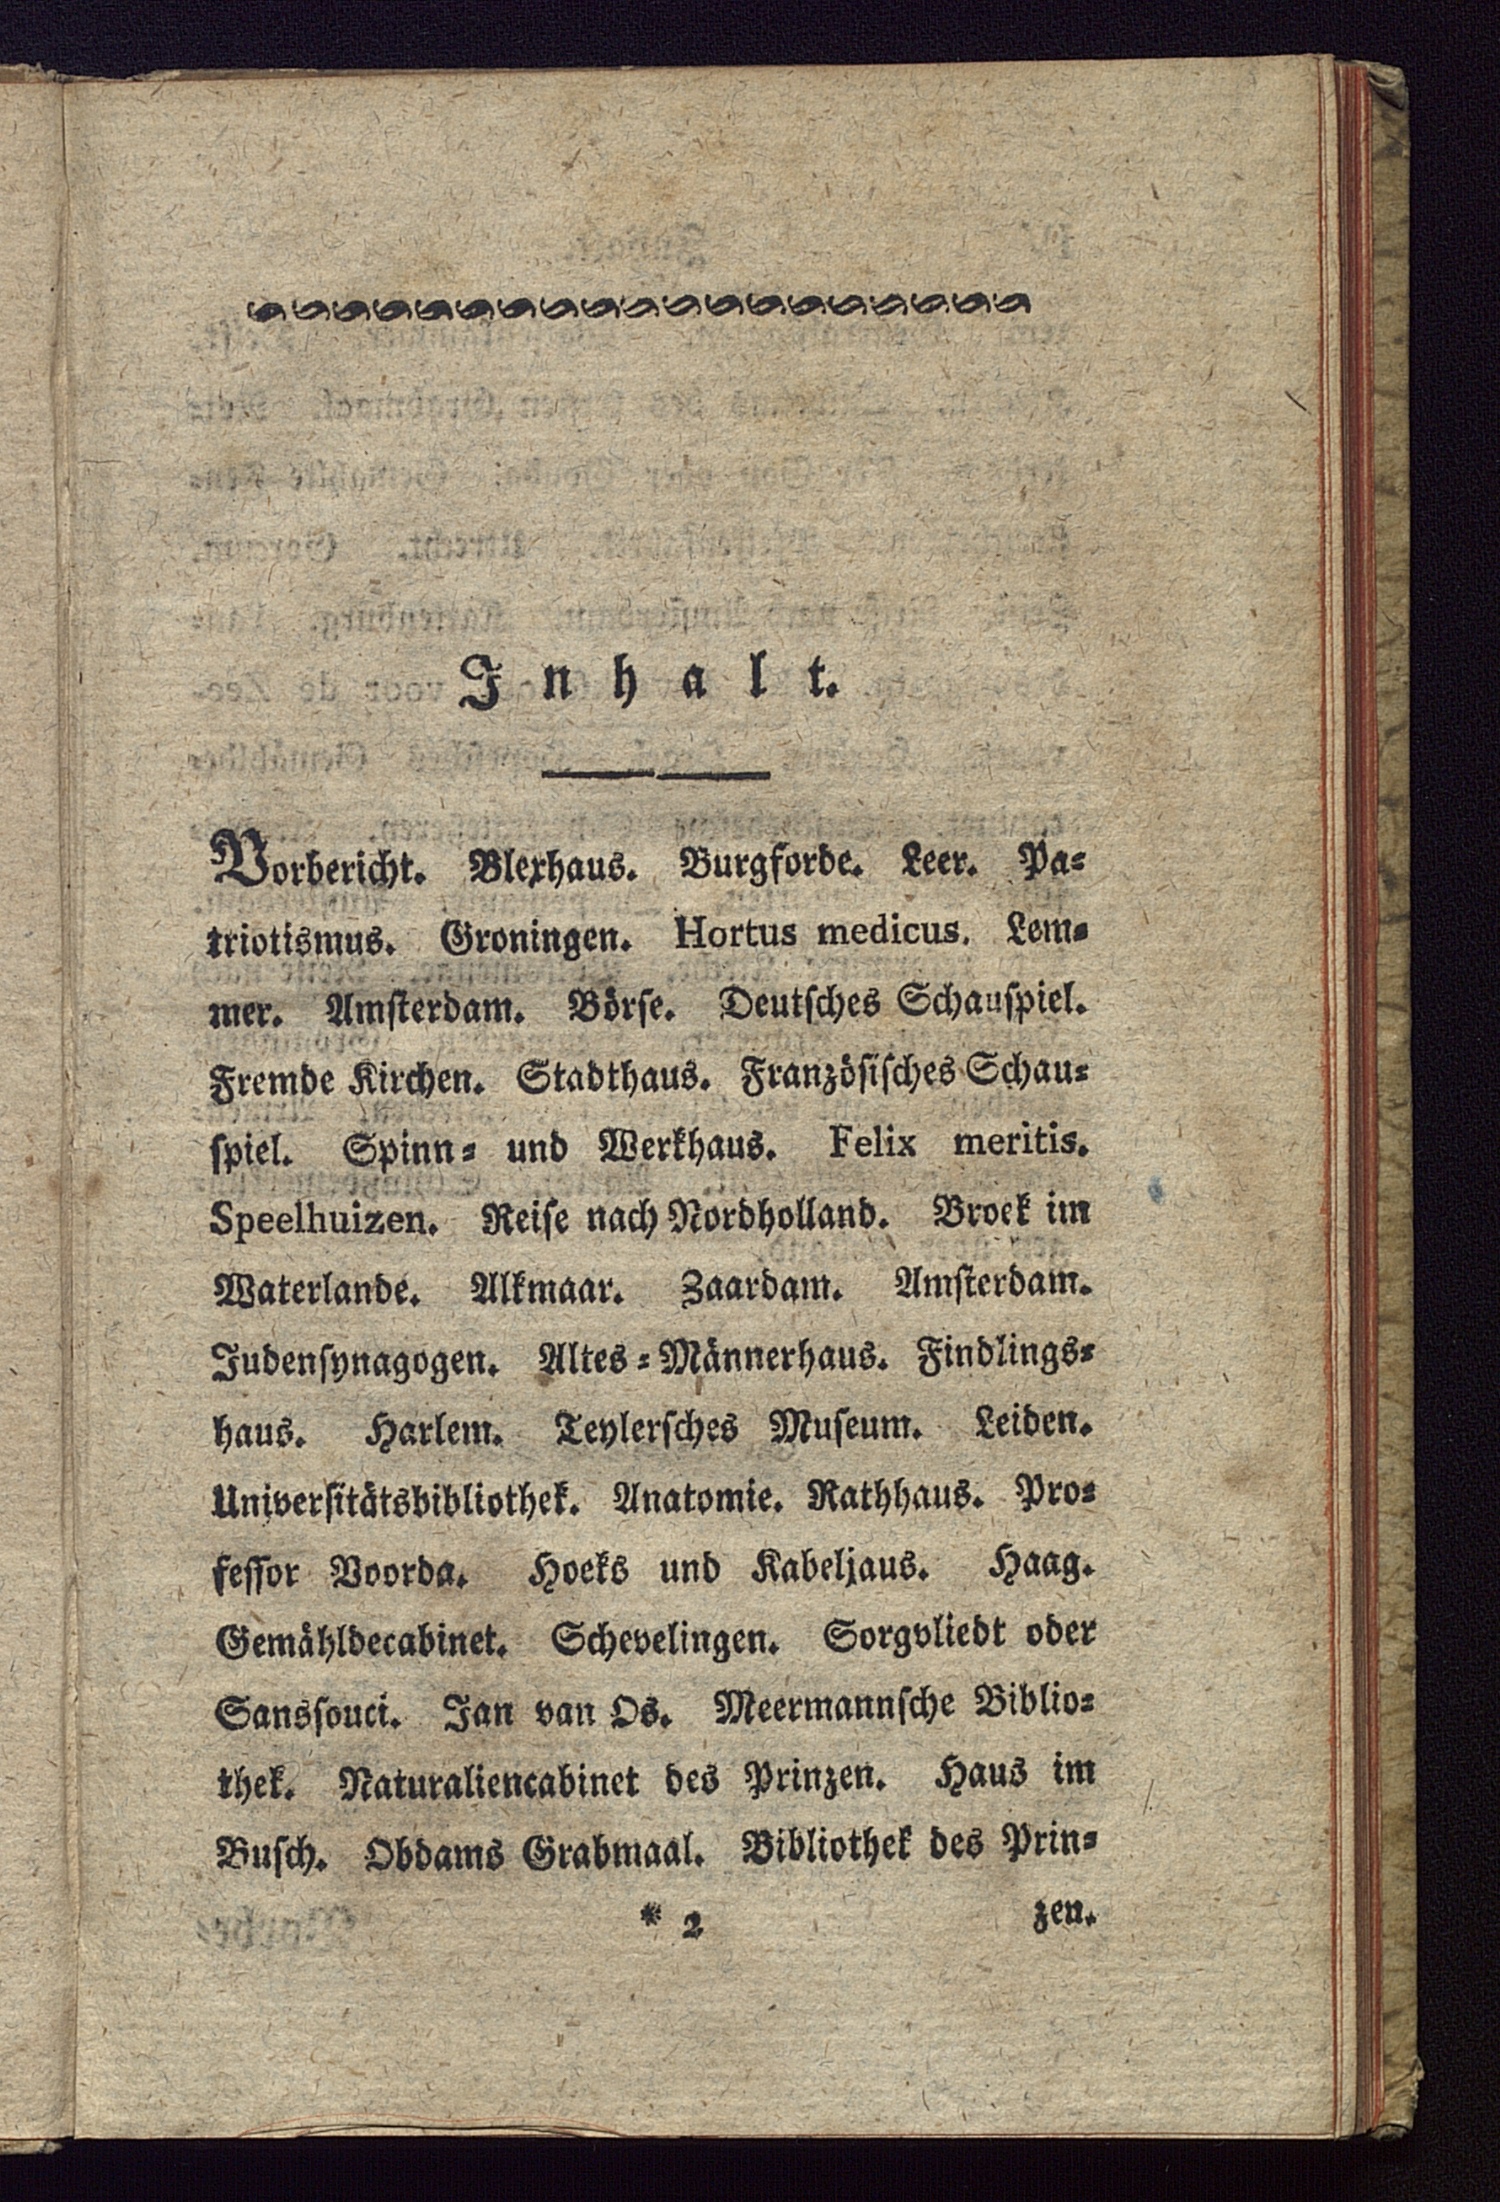 Inhalt.
Vorbericht. Blexhaus. Burgforde. Leer. Pa-
triotismus. Groningen. Hortus medicus. Lem-
mer. Amsterdam. Börse. Deutsches Schauspiel.
Fremde Kirchen. Stadthaus. Französisches Schau-
spiel. Spinn- und Werkhaus. Felix meritis.
Speelhuizen. Reise nach Nordholland. Broek im
Waterlande. Alkmaar. Zaardam. Amsterdam.
Judensynagogen. Altes-Männerhaus. Findlings-
haus. Harlem. Teylersches Museum. Leiden.
Universitätsbibliothek. Anatomie. Rathhaus. Pro-
fessor Voorda. Hoeks und Kabeljaus. Haag.
Gemähldecabinet. Schevelingen. Sorgvliedt oder
Sanssouci. Jan van Os. Meermannsche Biblio-
thek. Naturaliencabinet des Prinzen. Haus im
Busch. Obdams Grabmaal. Bibliothek des Prin-
* 2 zen.